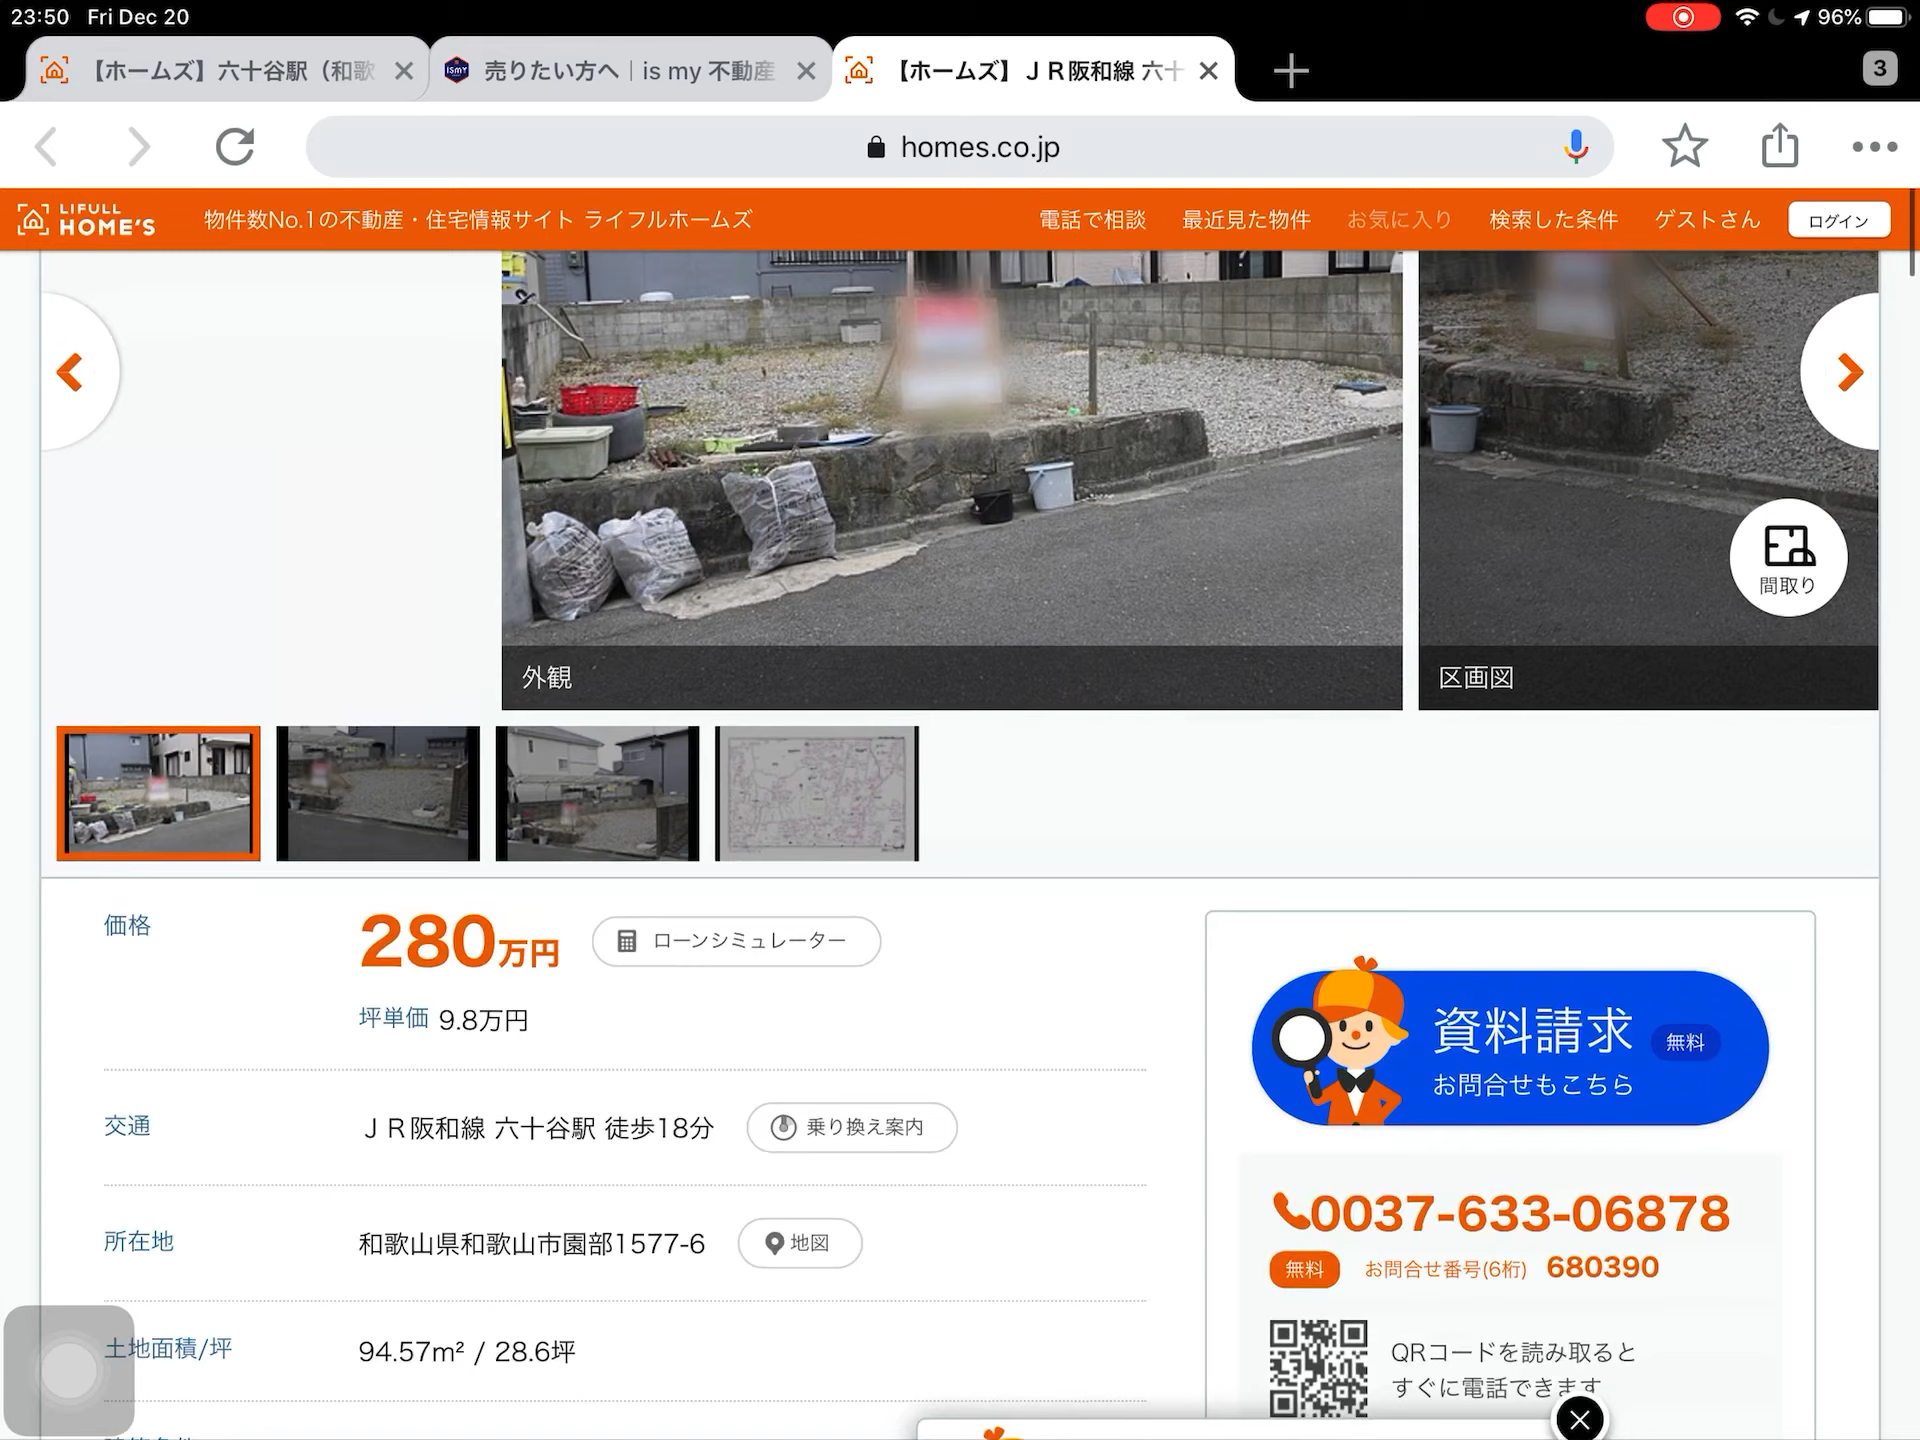 23:50 Fri Dec 20
96%
【ホームズ】六十谷駅（和歌
売りたい方へ｜is my 不動産
【ホームズ】ＪＲ阪和線 六十
3
homes.co.jp
LIFULL
HOME'S
物件数No.1の不動産・住宅情報サイト ライフルホームズ
電話で相談
最近見た物件
お気に入り
検索した条件
ゲストさん
ログイン
間取り
外観
区画図
価格
280万円
ローンシミュレーター
坪単価 9.8万円
交通
ＪＲ阪和線 六十谷駅 徒歩18分
乗り換え案内
所在地
和歌山県和歌山市園部1577-6
地図
土地面積/坪
94.57m² / 28.6坪
資料請求 無料
お問合せもこちら
0037-633-06878
無料 お問合せ番号(6桁) 680390
QRコードを読み取ると
すぐに電話できます